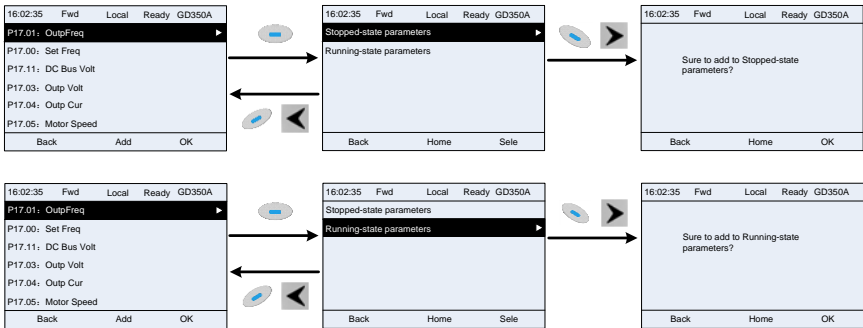 16:02:35 Fwd Local Ready GD350A
P17.01: OutpFreq
P17.00: Set Freq
P17.11: DC Bus Volt
P17.03: Outp Volt
P17.04: Outp Cur
P17.05: Motor Speed
Back Add OK
16:02:35 Fwd Local Ready GD350A
Stopped-state parameters
Running-state parameters
Back Home Sele
16:02:35 Fwd Local Ready GD350A
Sure to add to Stopped-state
parameters?
Back Home OK
16:02:35 Fwd Local Ready GD350A
P17.01: OutpFreq
P17.00: Set Freq
P17.11: DC Bus Volt
P17.03: Outp Volt
P17.04: Outp Cur
P17.05: Motor Speed
Back Add OK
16:02:35 Fwd Local Ready GD350A
Stopped-state parameters
Running-state parameters
Back Home Sele
16:02:35 Fwd Local Ready GD350A
Sure to add to Running-state
parameters?
Back Home OK